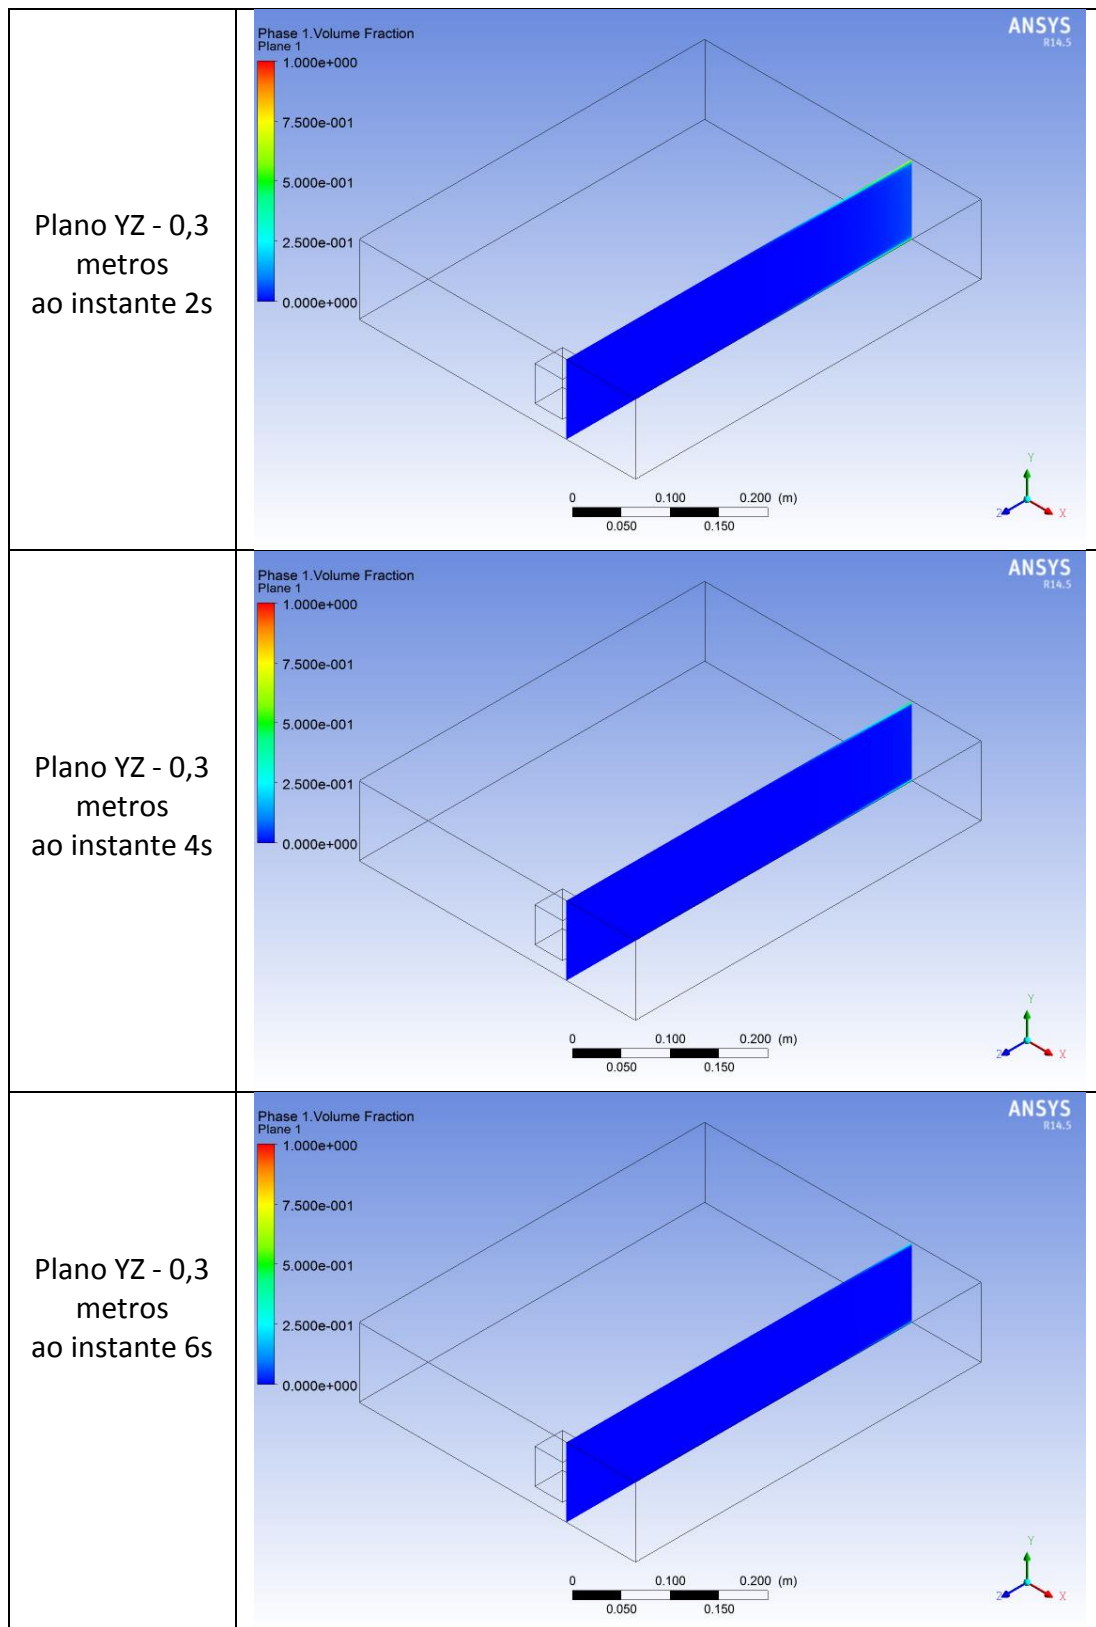 Plano YZ - 0,3
metros
ao instante 2s
Phase 1.Volume Fraction
Plane 1
1.000e+000
7.500e-001
5.000e-001
2.500e-001
0.000e+000
ANSYS
R14.5
0 0.100 0.200 (m)
0.050 0.150
Y
Z X
Plano YZ - 0,3
metros
ao instante 4s
Phase 1.Volume Fraction
Plane 1
1.000e+000
7.500e-001
5.000e-001
2.500e-001
0.000e+000
ANSYS
R14.5
0 0.100 0.200 (m)
0.050 0.150
Y
Z X
Plano YZ - 0,3
metros
ao instante 6s
Phase 1.Volume Fraction
Plane 1
1.000e+000
7.500e-001
5.000e-001
2.500e-001
0.000e+000
ANSYS
R14.5
0 0.100 0.200 (m)
0.050 0.150
Y
Z X